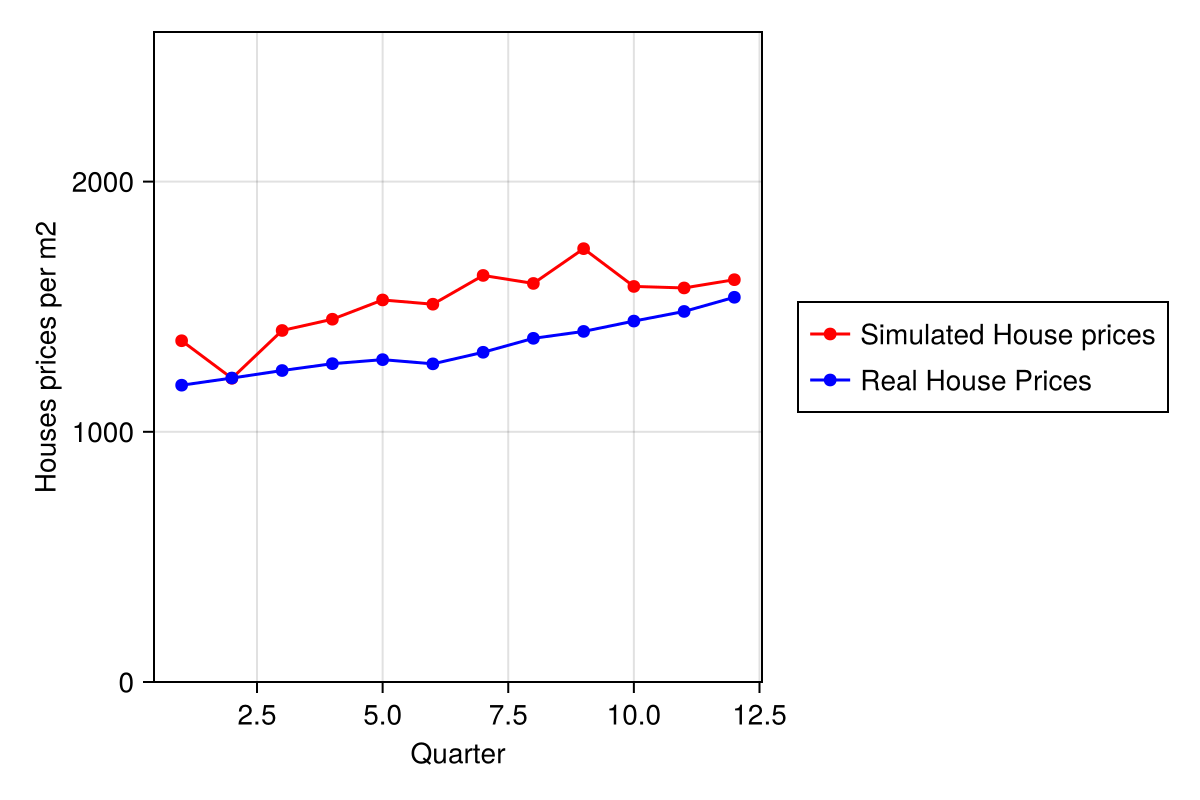 2000
1000
0
Houses prices per m2
2.5 5.0 7.5 10.0 12.5
Quarter
Simulated House prices
Real House Prices